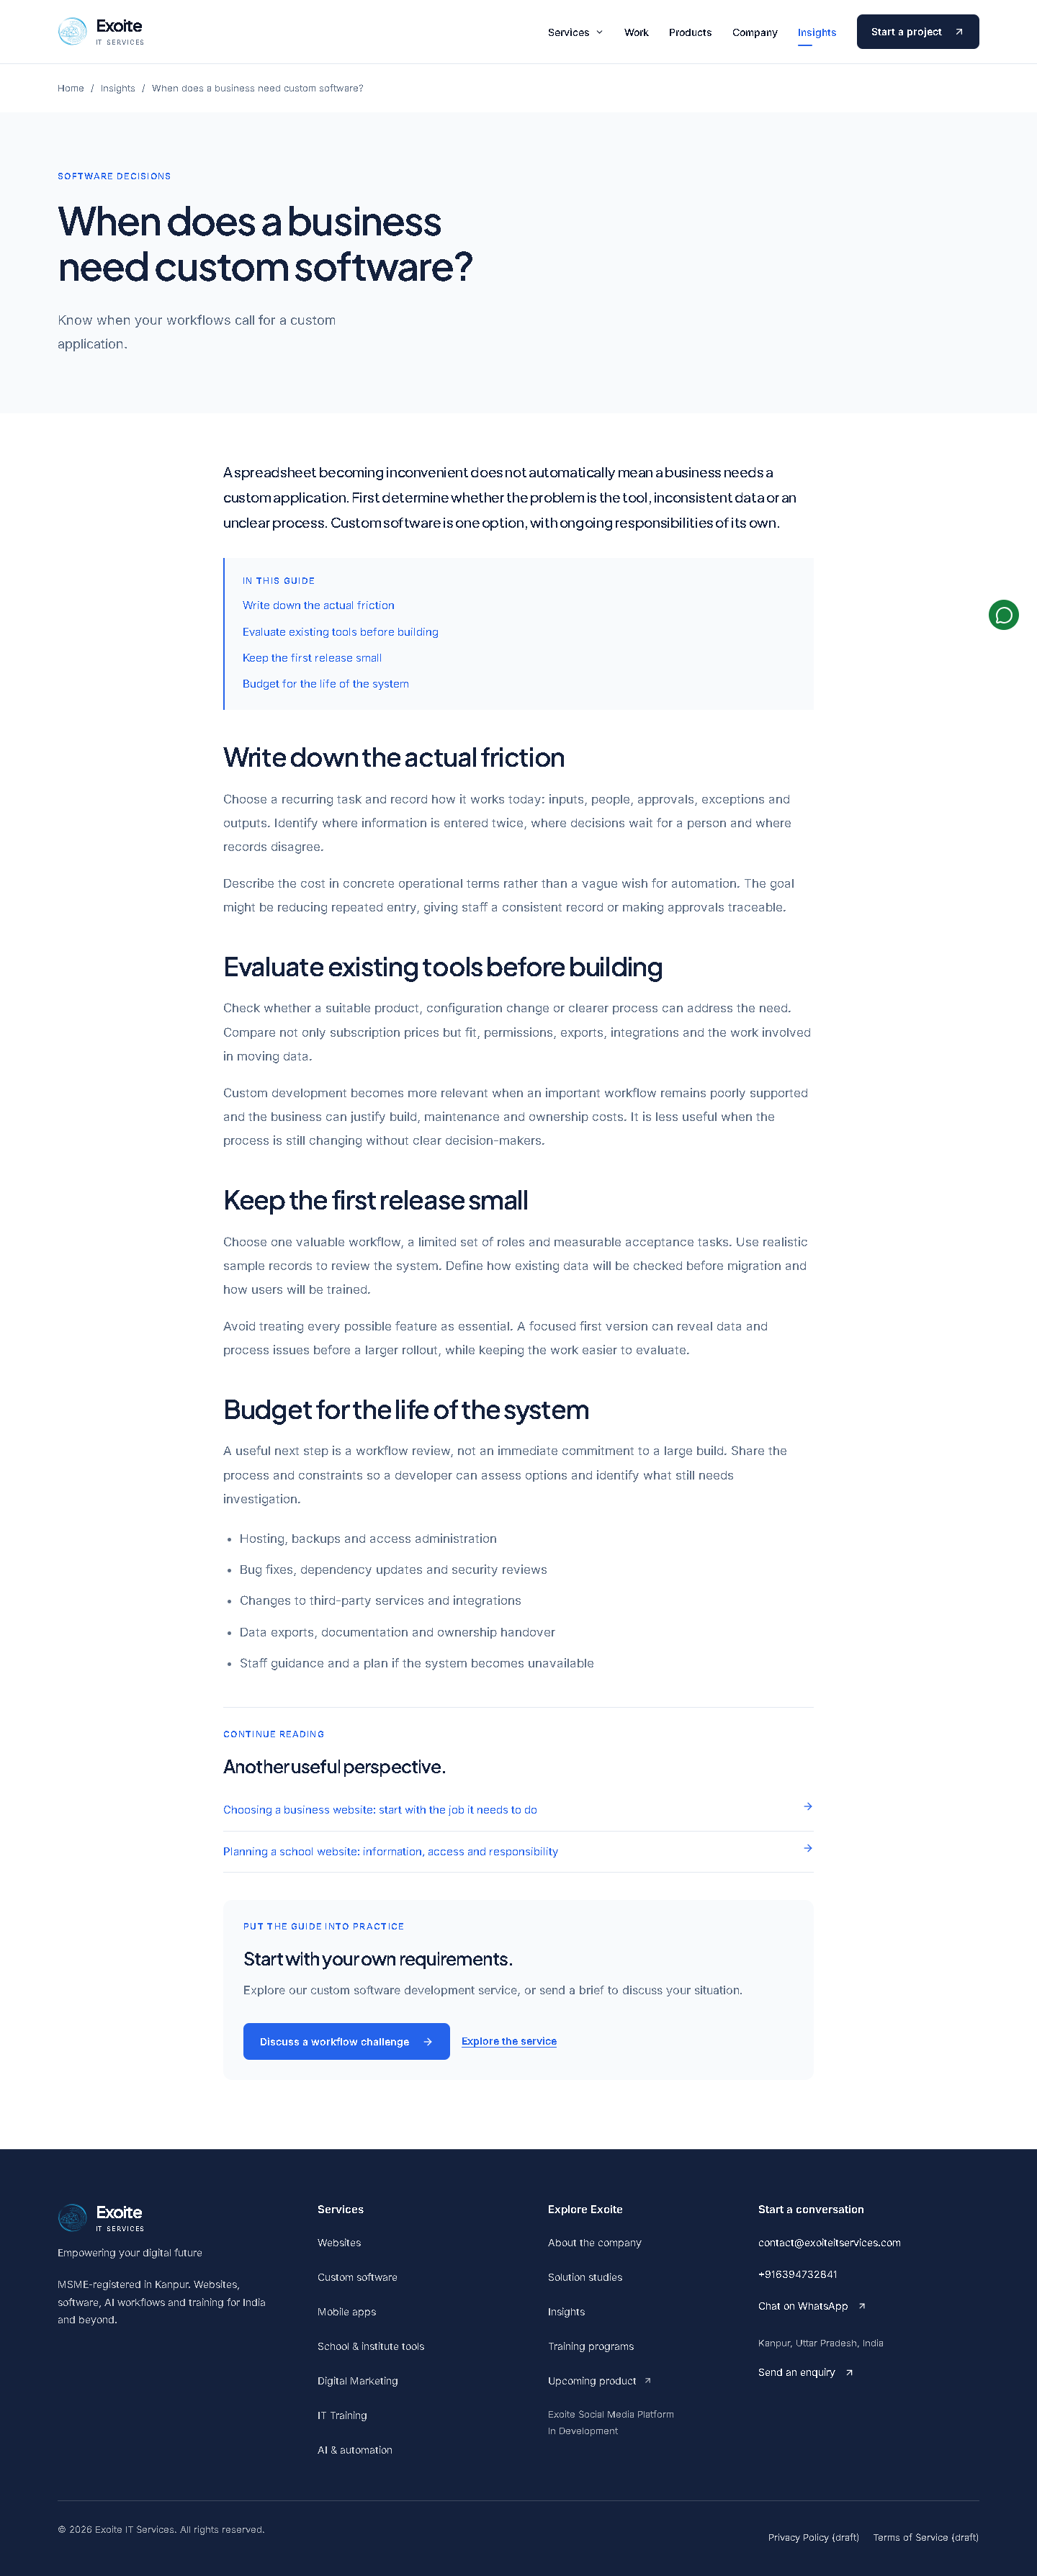 Exoite
IT SERVICES
Services
Work
Products
Company
Insights
Start a project
Home / Insights / When does a business need custom software?
SOFTWARE DECISIONS
When does a business
need custom software?
Know when your workflows call for a custom
application.
A spreadsheet becoming inconvenient does not automatically mean a business needs a
custom application. First determine whether the problem is the tool, inconsistent data or an
unclear process. Custom software is one option, with ongoing responsibilities of its own.
IN THIS GUIDE
Write down the actual friction
Evaluate existing tools before building
Keep the first release small
Budget for the life of the system
Write down the actual friction
Choose a recurring task and record how it works today: inputs, people, approvals, exceptions and
outputs. Identify where information is entered twice, where decisions wait for a person and where
records disagree.
Describe the cost in concrete operational terms rather than a vague wish for automation. The goal
might be reducing repeated entry, giving staff a consistent record or making approvals traceable.
Evaluate existing tools before building
Check whether a suitable product, configuration change or clearer process can address the need.
Compare not only subscription prices but fit, permissions, exports, integrations and the work involved
in moving data.
Custom development becomes more relevant when an important workflow remains poorly supported
and the business can justify build, maintenance and ownership costs. It is less useful when the
process is still changing without clear decision-makers.
Keep the first release small
Choose one valuable workflow, a limited set of roles and measurable acceptance tasks. Use realistic
sample records to review the system. Define how existing data will be checked before migration and
how users will be trained.
Avoid treating every possible feature as essential. A focused first version can reveal data and
process issues before a larger rollout, while keeping the work easier to evaluate.
Budget for the life of the system
A useful next step is a workflow review, not an immediate commitment to a large build. Share the
process and constraints so a developer can assess options and identify what still needs
investigation.
• Hosting, backups and access administration
• Bug fixes, dependency updates and security reviews
• Changes to third-party services and integrations
• Data exports, documentation and ownership handover
• Staff guidance and a plan if the system becomes unavailable
CONTINUE READING
Another useful perspective.
Choosing a business website: start with the job it needs to do
Planning a school website: information, access and responsibility
PUT THE GUIDE INTO PRACTICE
Start with your own requirements.
Explore our custom software development service, or send a brief to discuss your situation.
Discuss a workflow challenge
Explore the service
Exoite
IT SERVICES
Empowering your digital future
MSME-registered in Kanpur. Websites,
software, AI workflows and training for India
and beyond.
Services
Websites
Custom software
Mobile apps
School & institute tools
Digital Marketing
IT Training
AI & automation
Explore Exoite
About the company
Solution studies
Insights
Training programs
Upcoming product
Exoite Social Media Platform
In Development
Start a conversation
contact@exoiteitservices.com
+916394732841
Chat on WhatsApp
Kanpur, Uttar Pradesh, India
Send an enquiry
© 2026 Exoite IT Services. All rights reserved.
Privacy Policy (draft)
Terms of Service (draft)